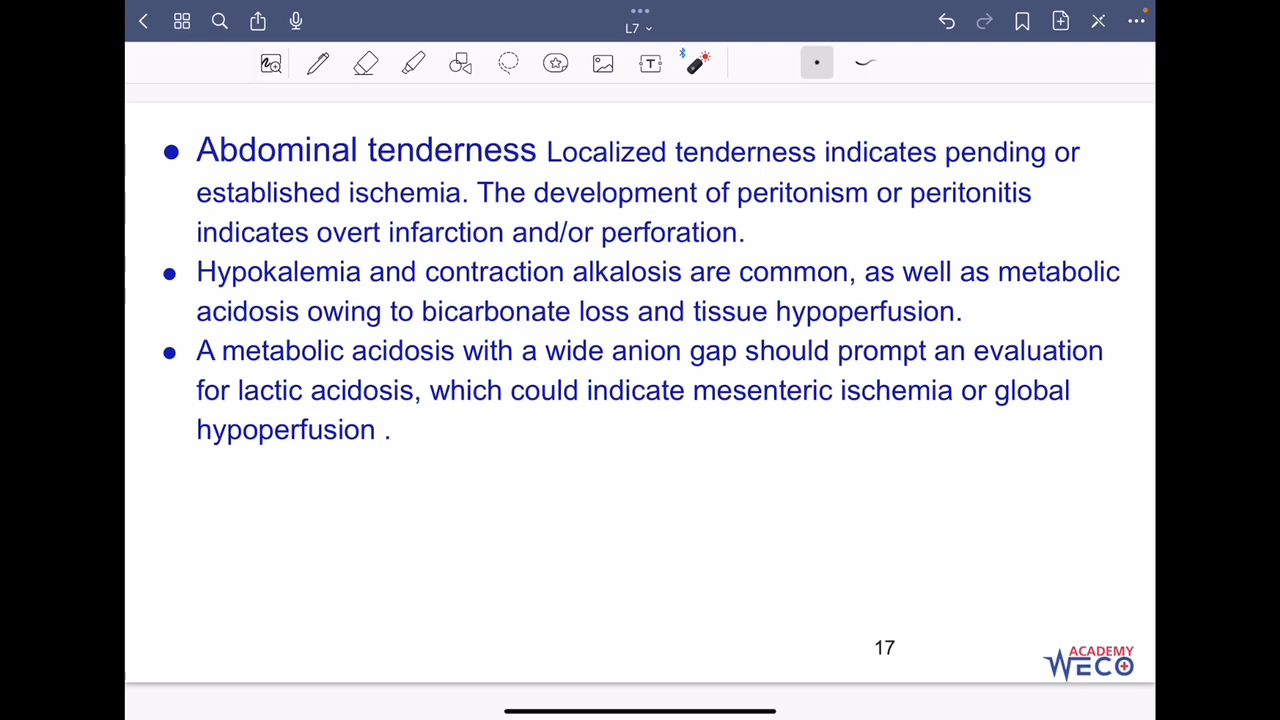 L7
● Abdominal tenderness Localized tenderness indicates pending or
established ischemia. The development of peritonism or peritonitis
indicates overt infarction and/or perforation.
● Hypokalemia and contraction alkalosis are common, as well as metabolic
acidosis owing to bicarbonate loss and tissue hypoperfusion.
● A metabolic acidosis with a wide anion gap should prompt an evaluation
for lactic acidosis, which could indicate mesenteric ischemia or global
hypoperfusion .
17
ACADEMY
WECO